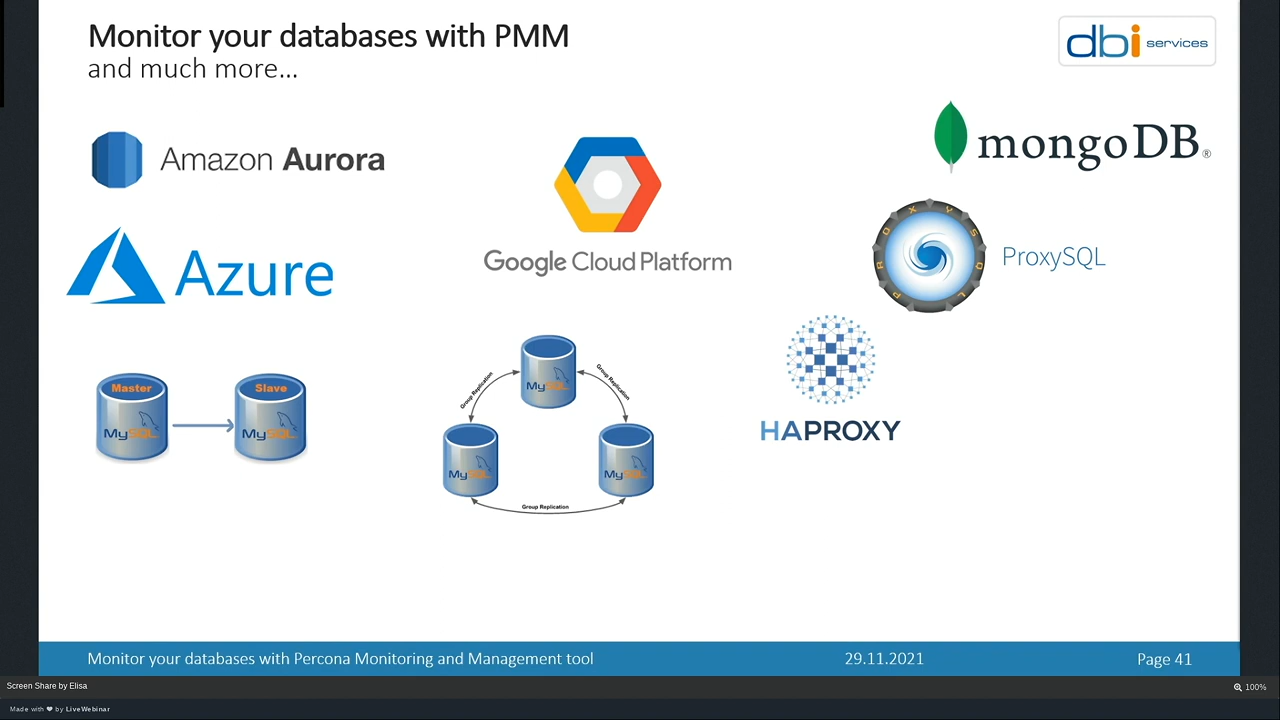 Monitor your databases with PMM
and much more...
dbi services
Amazon Aurora
Azure
Google Cloud Platform
mongoDB®
PROXYSQL
ProxySQL
HAPROXY
Master
MySQL
Slave
MySQL
Group Replication
Group Replication
MySQL
MySQL
MySQL
Group Replication
Monitor your databases with Percona Monitoring and Management tool
29.11.2021
Page 41
Screen Share by Elisa
100%
Made with ❤ by LiveWebinar